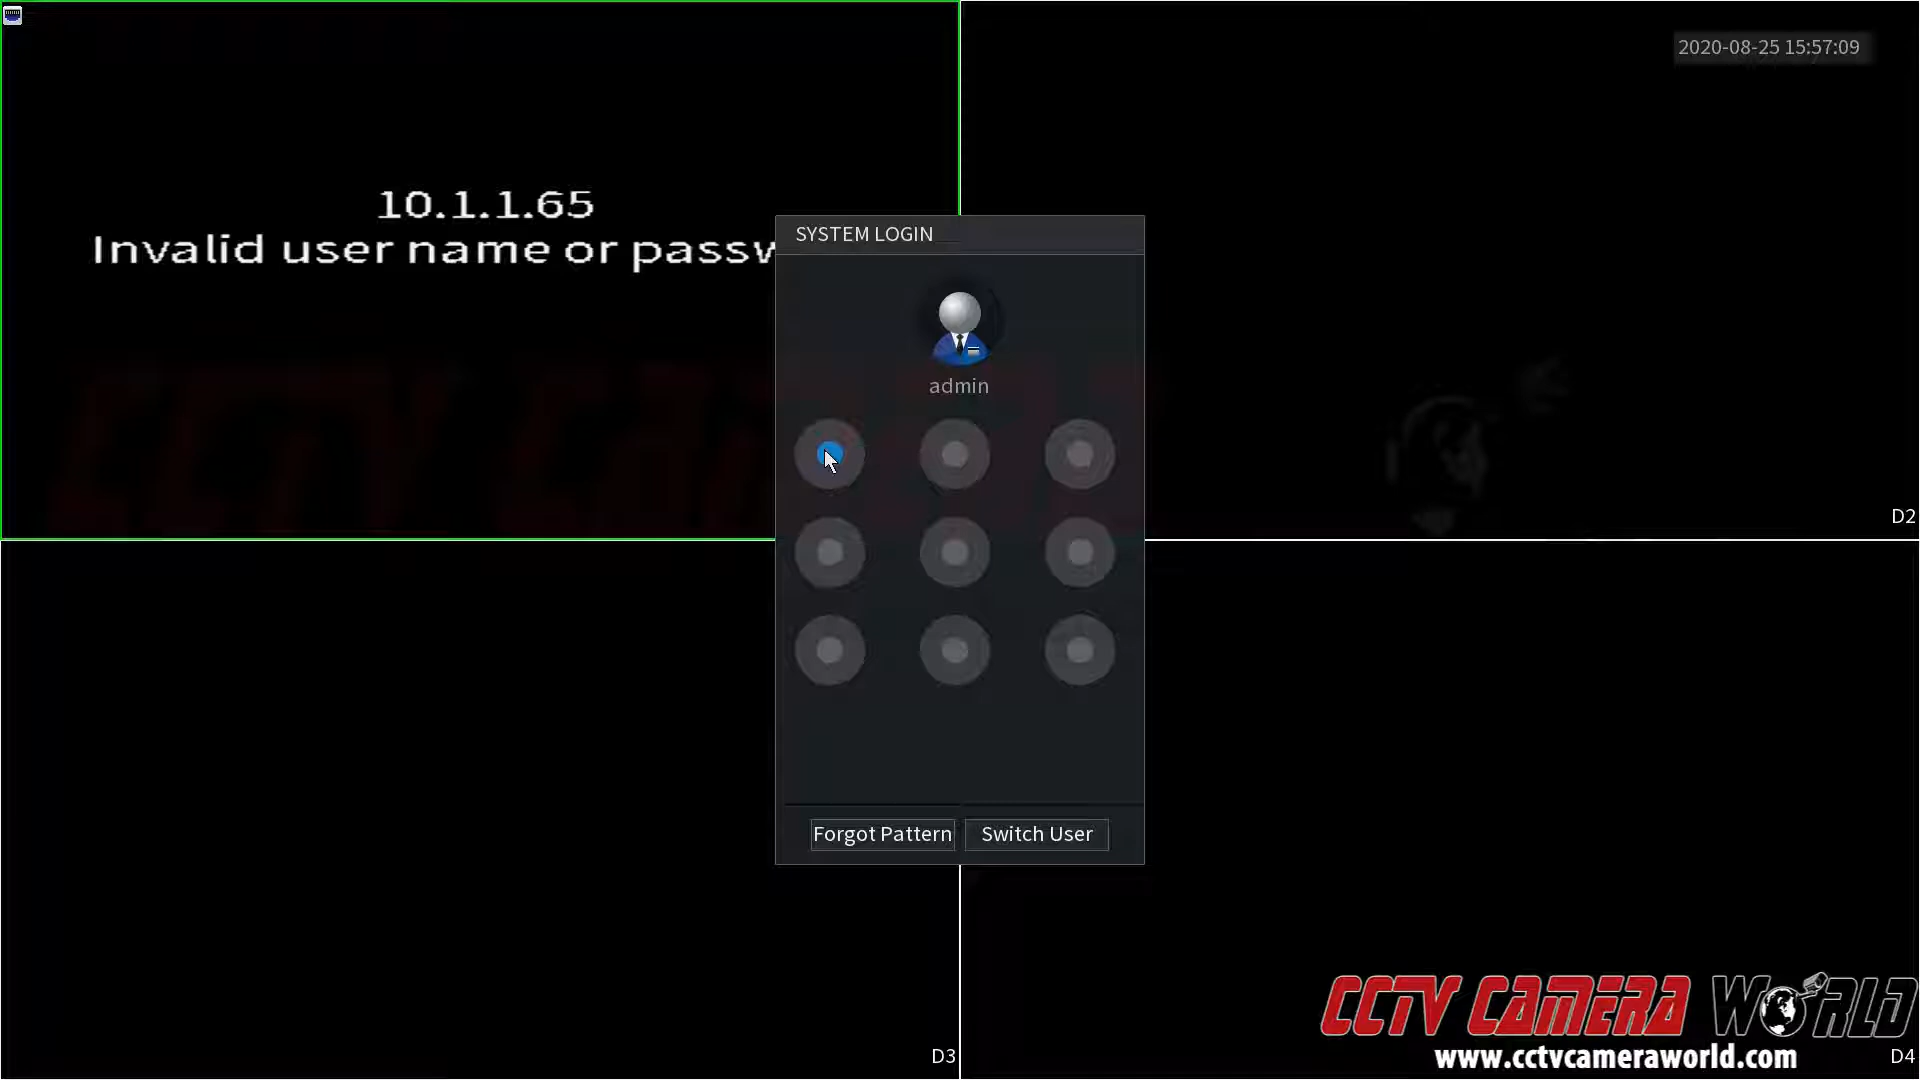 2020-08-25 15:57:09
10.1.1.65
Invalid user name or passw
SYSTEM LOGIN
admin
D2
Forgot Pattern
Switch User
CCTV CAMERA WORLD
www.cctvcameraworld.com
D3
D4